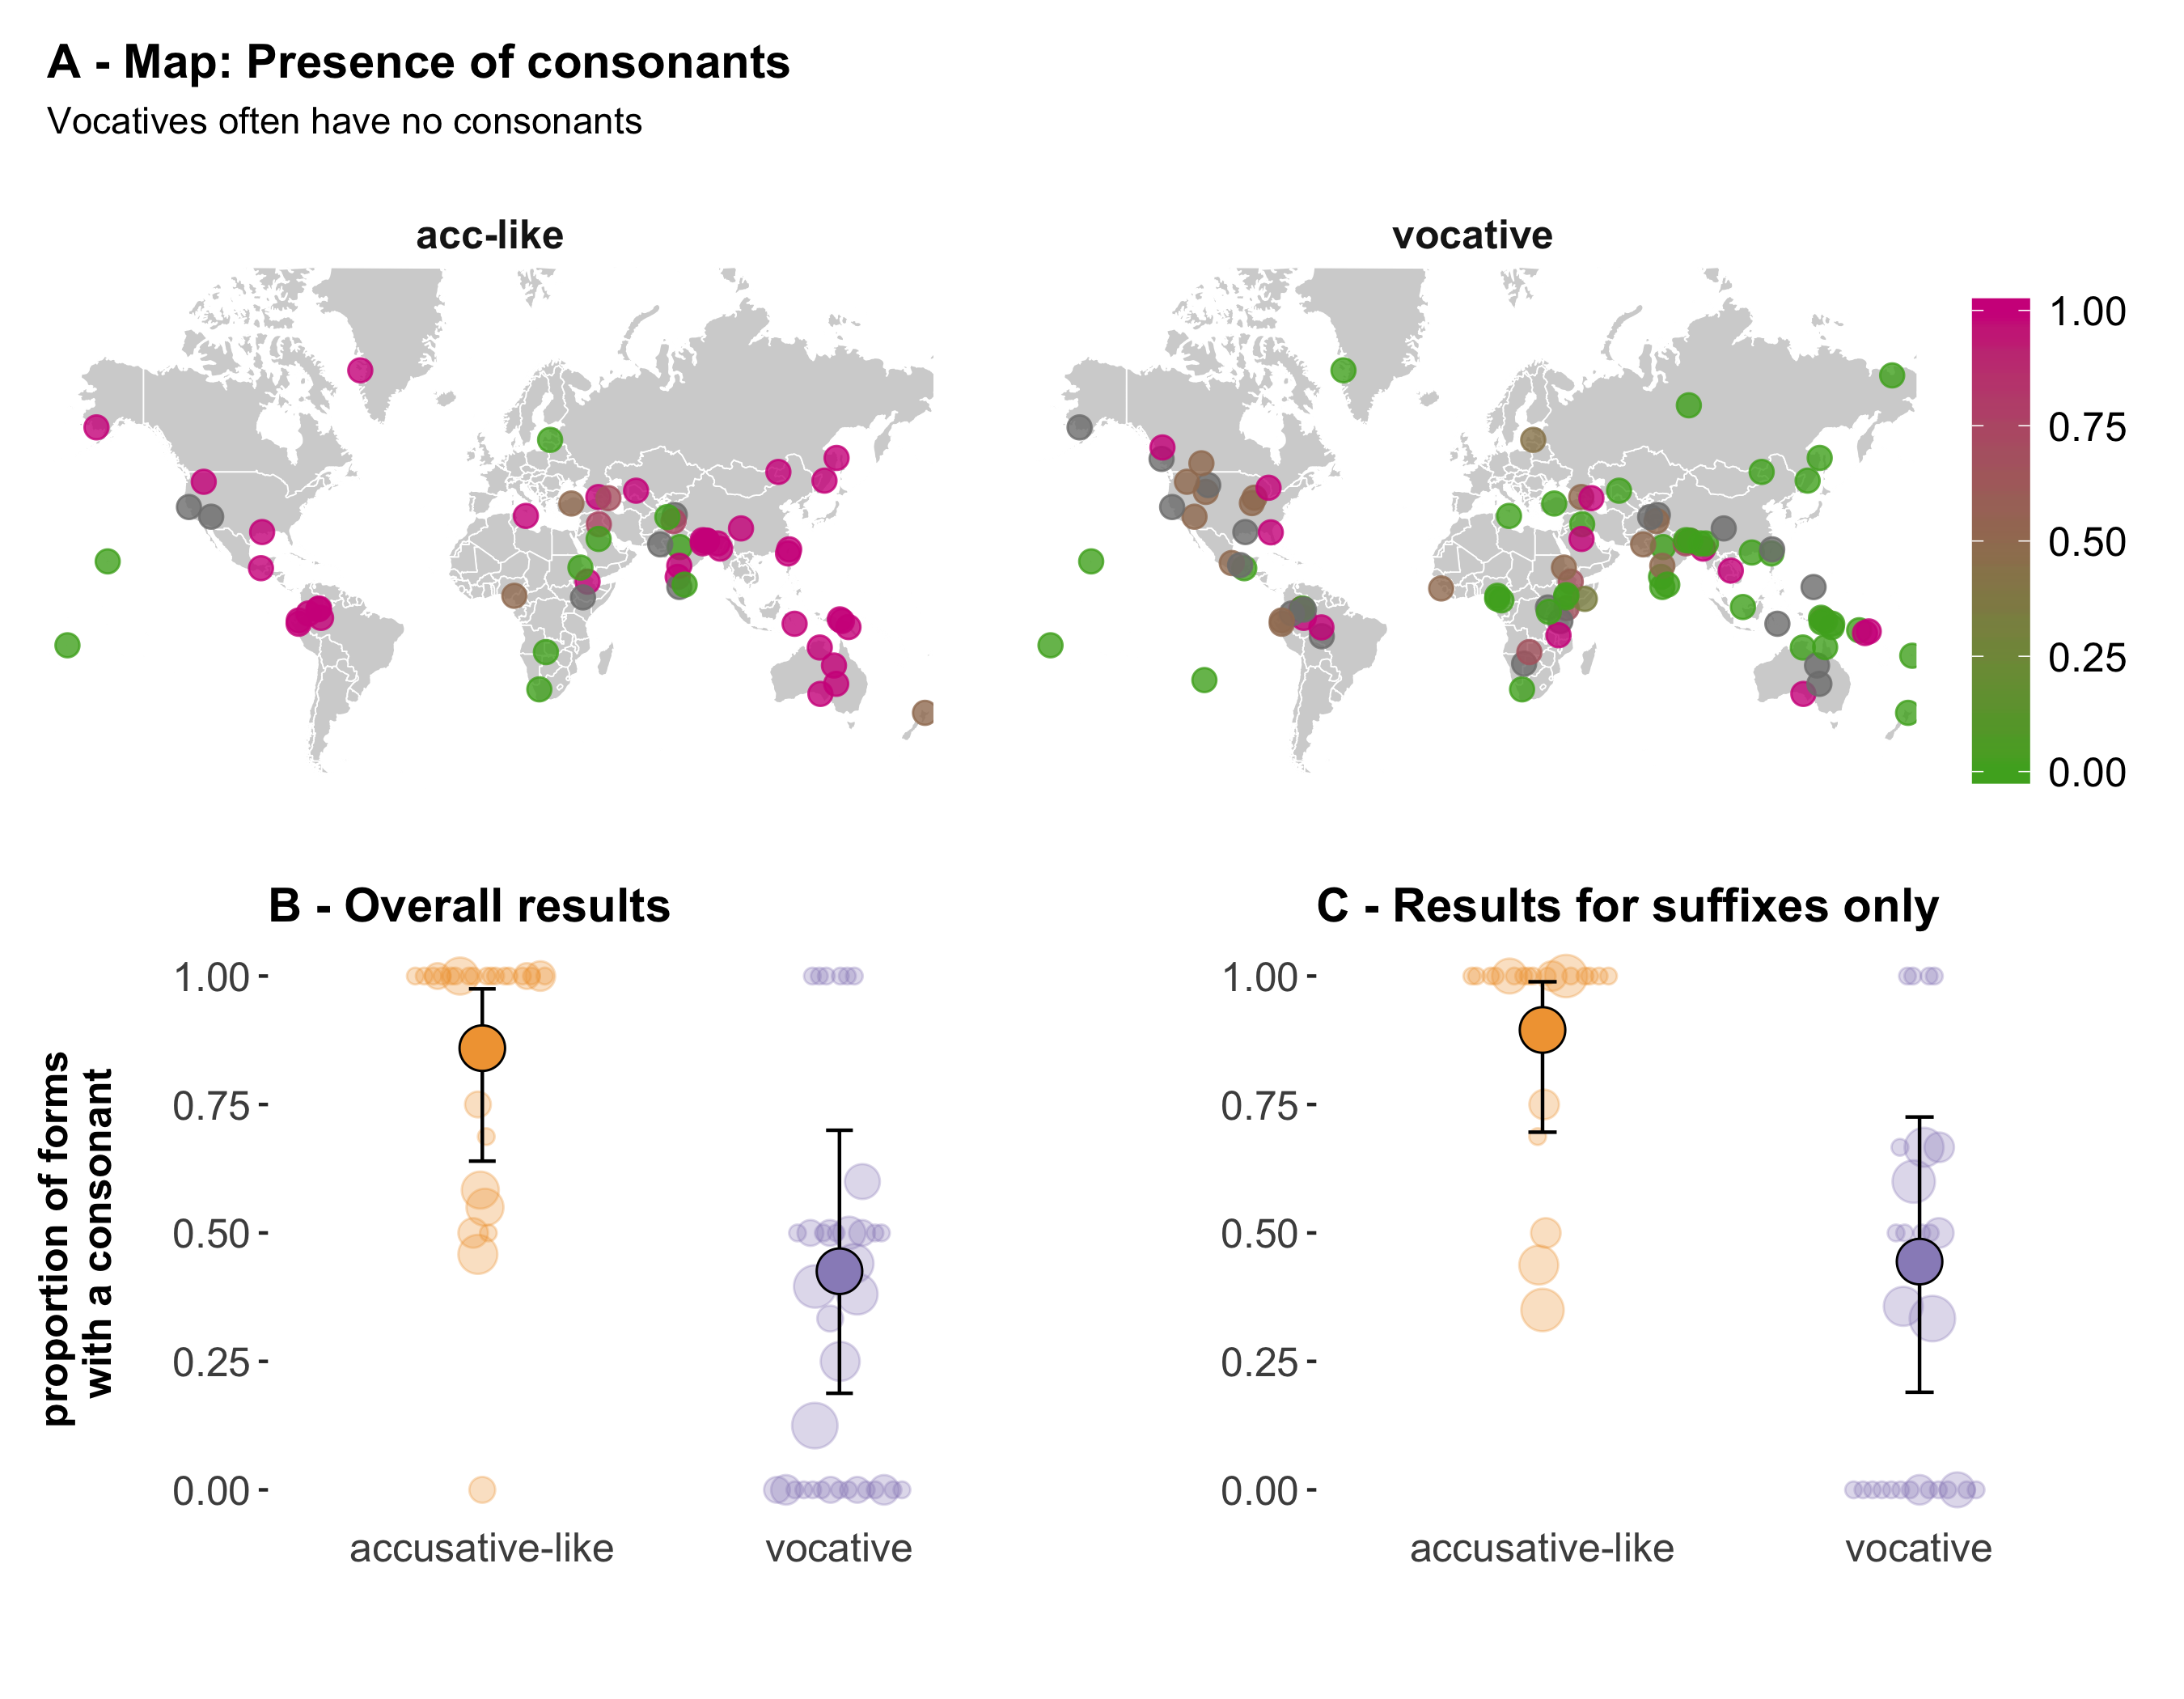 A - Map: Presence of consonants
Vocatives often have no consonants
acc-like
vocative
1.00
0.75
0.50
0.25
0.00
B - Overall results
C - Results for suffixes only
proportion of forms
with a consonant
1.00
0.75
0.50
0.25
0.00
accusative-like
vocative
1.00
0.75
0.50
0.25
0.00
accusative-like
vocative